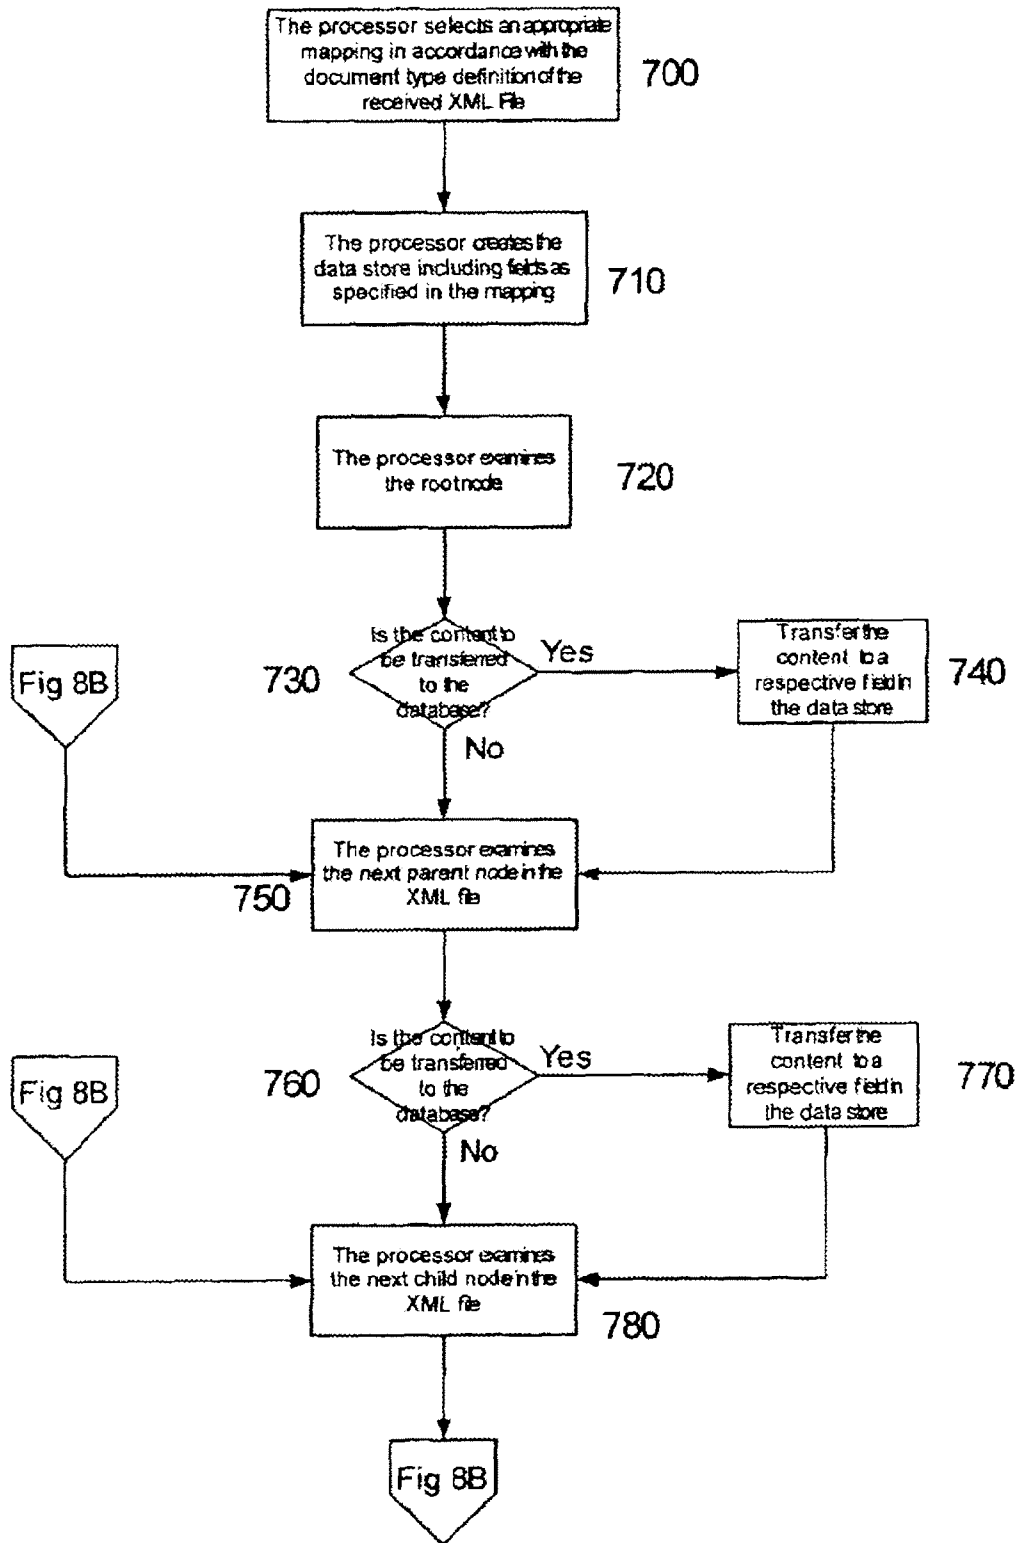 The processor selects an appropriate
mapping in accordance with the
document type definition of the
received XML File
700
The processor creates the
data store including fields as
specified in the mapping
710
The processor examines
the root node
720
Is the content to
be transferred
to the
database?
730
Yes
No
Transfer the
content to a
respective field in
the data store
740
Fig 8B
The processor examines
the next parent node in the
XML file
750
Is the content to
be transferred
to the
database?
760
Yes
No
Transfer the
content to a
respective field in
the data store
770
Fig 8B
The processor examines
the next child node in the
XML file
780
Fig 8B